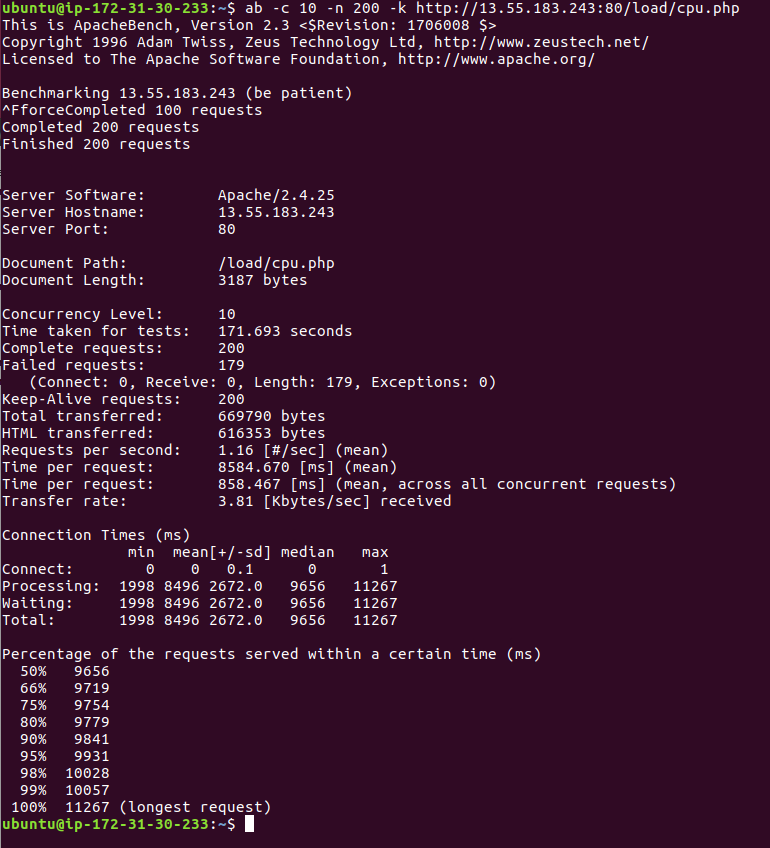 ubuntu@ip-172-31-30-233:~$ ab -c 10 -n 200 -k http://13.55.183.243:80/load/cpu.php
This is ApacheBench, Version 2.3 <$Revision: 1706008 $>
Copyright 1996 Adam Twiss, Zeus Technology Ltd, http://www.zeustech.net/
Licensed to The Apache Software Foundation, http://www.apache.org/

Benchmarking 13.55.183.243 (be patient)
^FforceCompleted 100 requests
Completed 200 requests
Finished 200 requests


Server Software:        Apache/2.4.25
Server Hostname:        13.55.183.243
Server Port:            80

Document Path:          /load/cpu.php
Document Length:        3187 bytes

Concurrency Level:      10
Time taken for tests:   171.693 seconds
Complete requests:      200
Failed requests:        179
   (Connect: 0, Receive: 0, Length: 179, Exceptions: 0)
Keep-Alive requests:    200
Total transferred:      669790 bytes
HTML transferred:       616353 bytes
Requests per second:    1.16 [#/sec] (mean)
Time per request:       8584.670 [ms] (mean)
Time per request:       858.467 [ms] (mean, across all concurrent requests)
Transfer rate:          3.81 [Kbytes/sec] received

Connection Times (ms)
              min  mean[+/-sd] median   max
Connect:        0    0   0.1      0       1
Processing:  1998 8496 2672.0   9656   11267
Waiting:     1998 8496 2672.0   9656   11267
Total:       1998 8496 2672.0   9656   11267

Percentage of the requests served within a certain time (ms)
  50%   9656
  66%   9719
  75%   9754
  80%   9779
  90%   9841
  95%   9931
  98%  10028
  99%  10057
 100%  11267 (longest request)
ubuntu@ip-172-31-30-233:~$